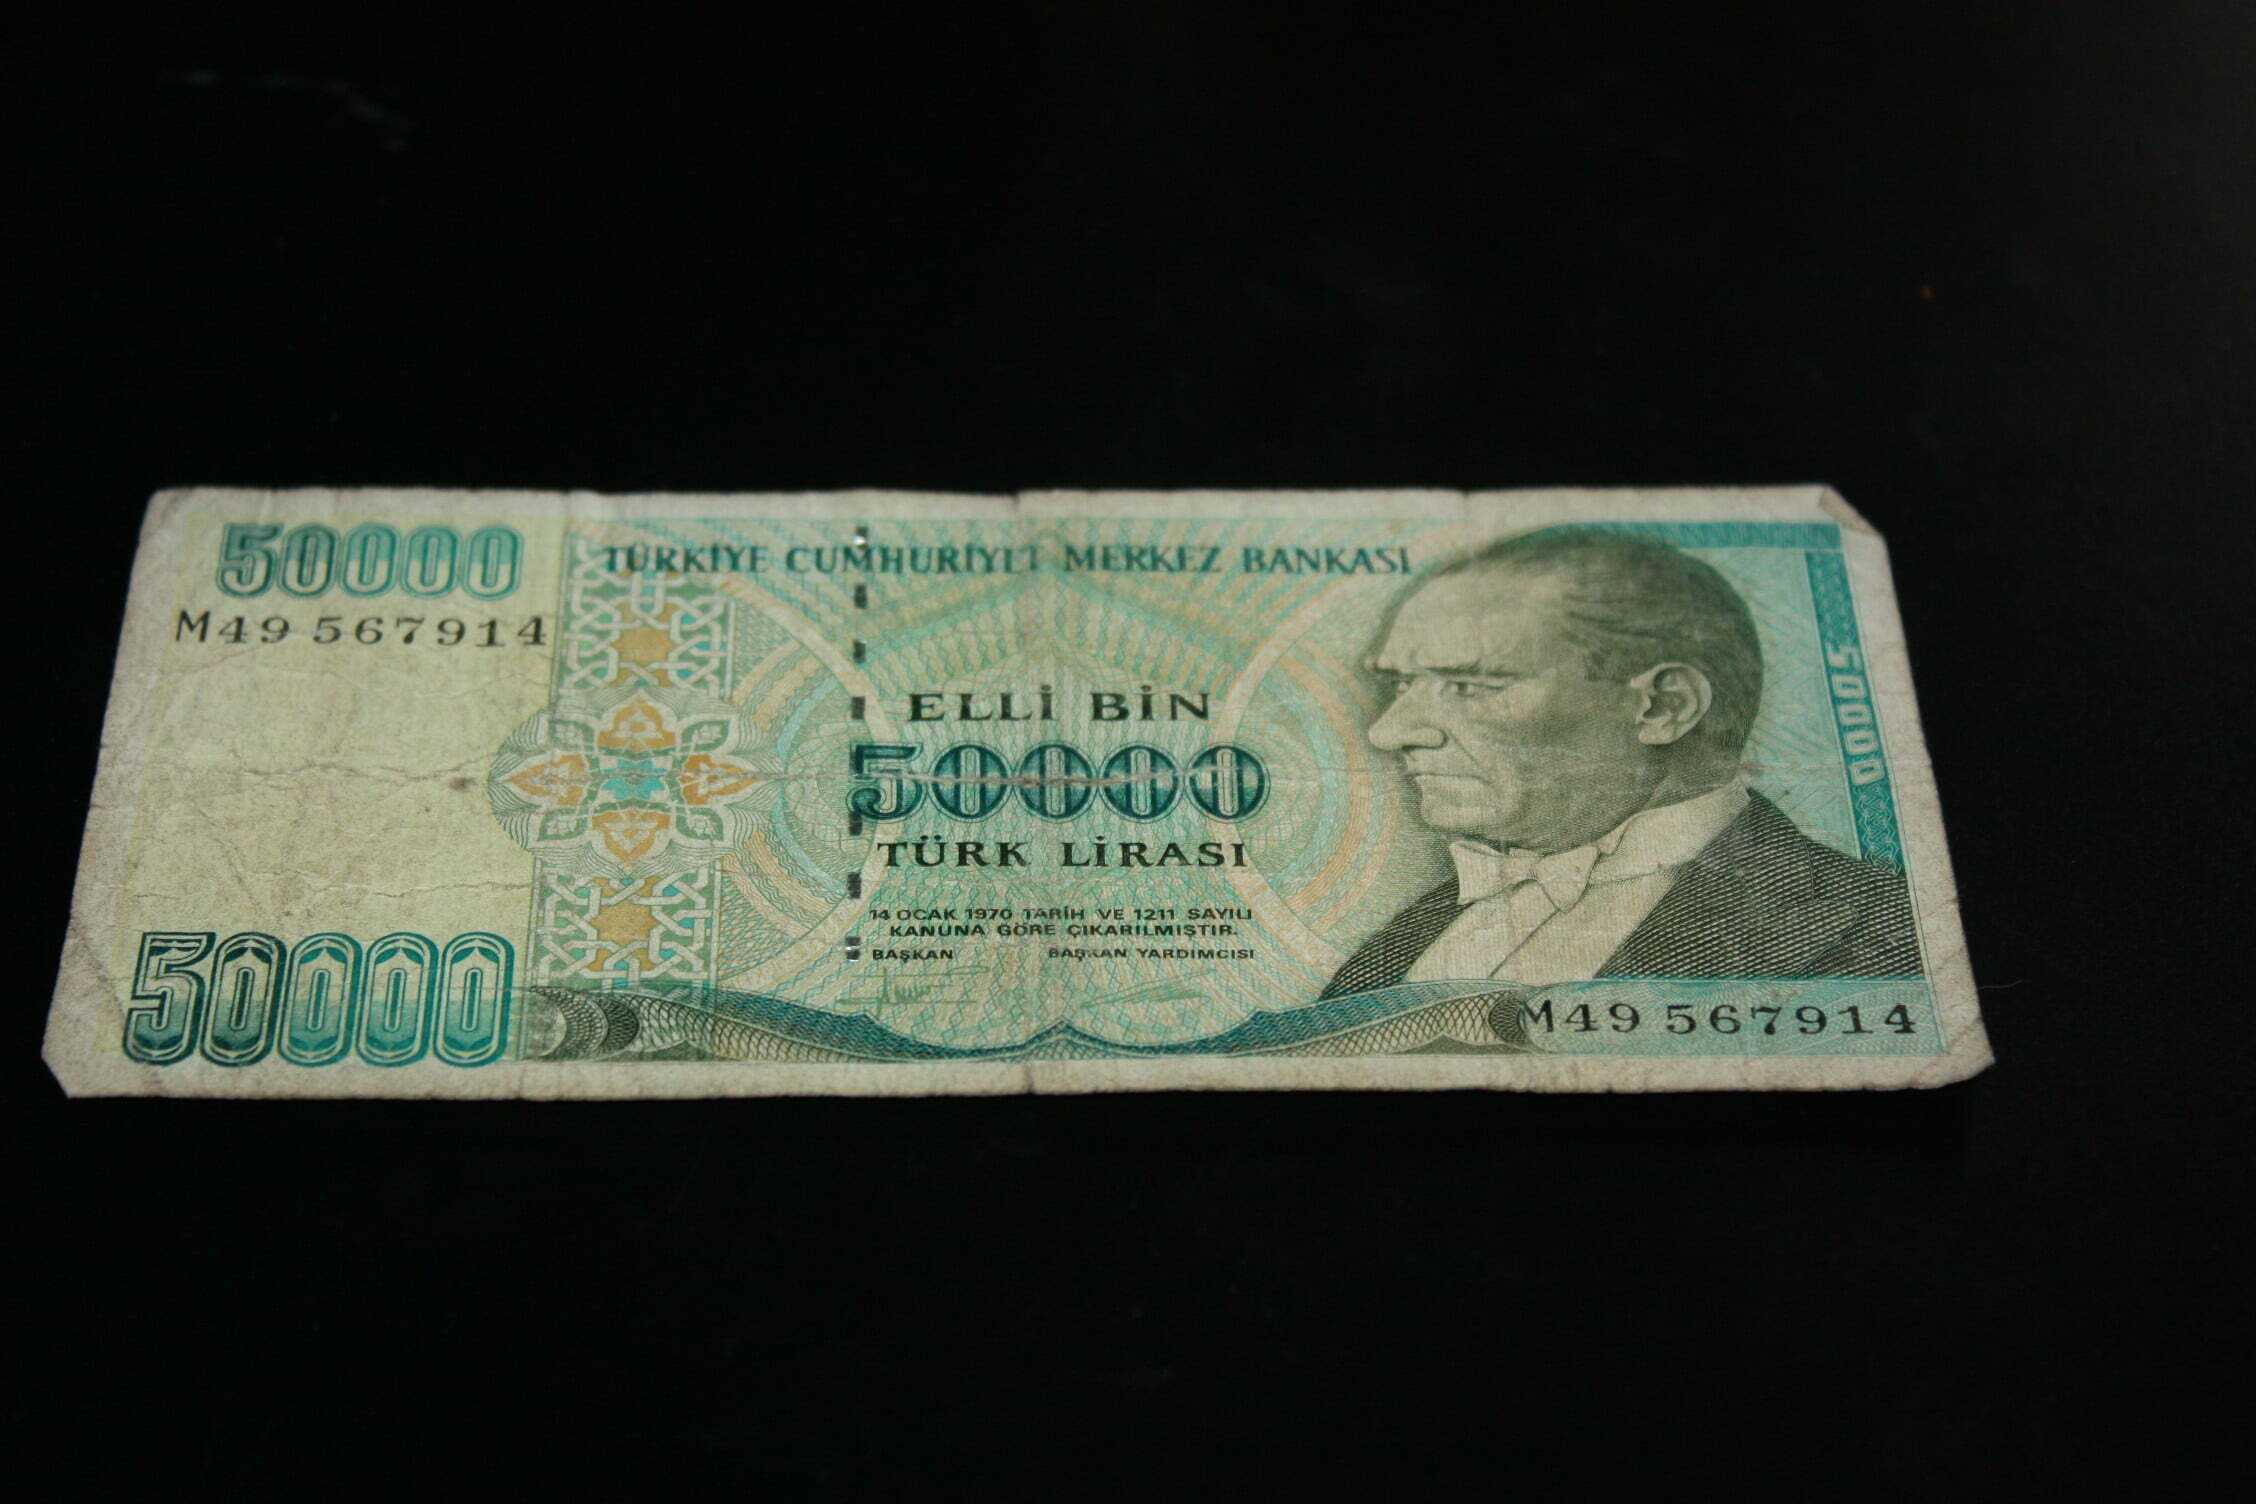 50000
TÜRKİYE CUMHURİYET MERKEZ BANKASI
M49 567914
50000
ELLİ BİN
50000
TÜRK LİRASI
14 OCAK 1970 TARİH VE 1211 SAYILI
KANUNA GÖRE ÇIKARILMIŞTIR.
BAŞKAN BAŞKAN YARDIMCISI
50000
M49 567914